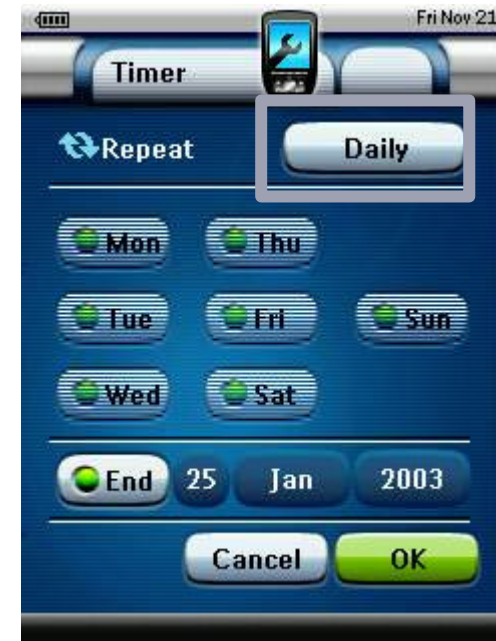 Fri Nov 21
Timer
Repeat Daily
Mon Thu
Tue Fri Sun
Wed Sat
End 25 Jan 2003
Cancel OK